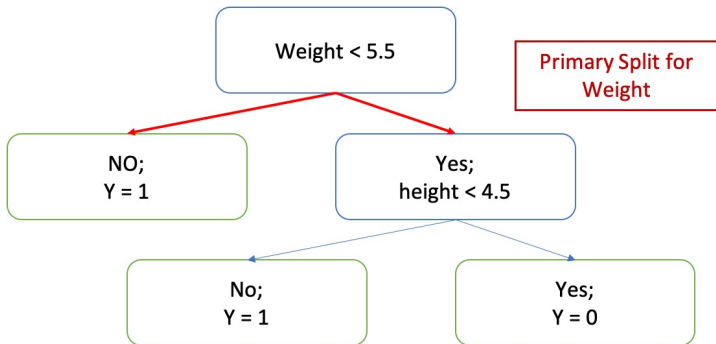 Weight < 5.5
Primary Split for
Weight
NO;
Y = 1
Yes;
height < 4.5
No;
Y = 1
Yes;
Y = 0